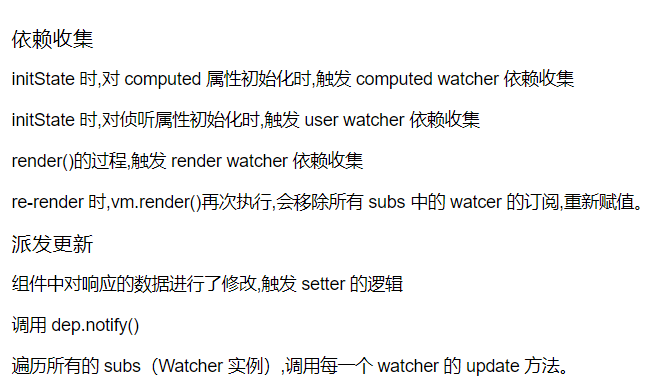 依赖收集
initState 时,对 computed 属性初始化时,触发 computed watcher 依赖收集
initState 时,对侦听属性初始化时,触发 user watcher 依赖收集
render()的过程,触发 render watcher 依赖收集
re-render 时,vm.render()再次执行,会移除所有 subs 中的 watcer 的订阅,重新赋值。
派发更新
组件中对响应的数据进行了修改,触发 setter 的逻辑
调用 dep.notify()
遍历所有的 subs（Watcher 实例）,调用每一个 watcher 的 update 方法。